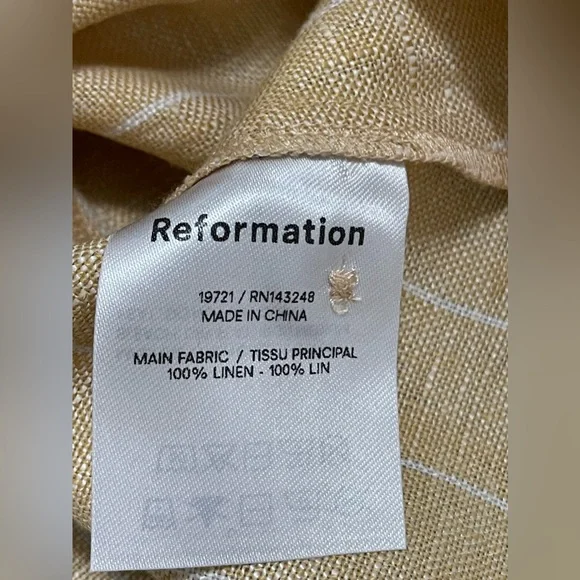 Reformation
19721 / RN143248
MADE IN CHINA
MAIN FABRIC / TISSU PRINCIPAL
100% LINEN - 100% LIN